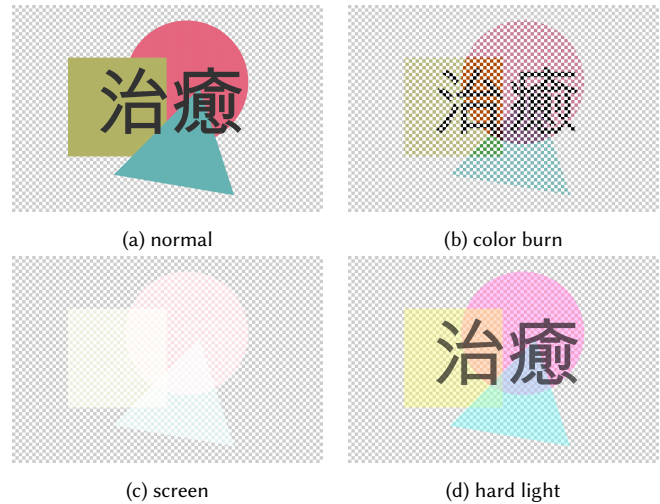 治癒
(a) normal
治癒
(b) color burn
(c) screen
治癒
(d) hard light